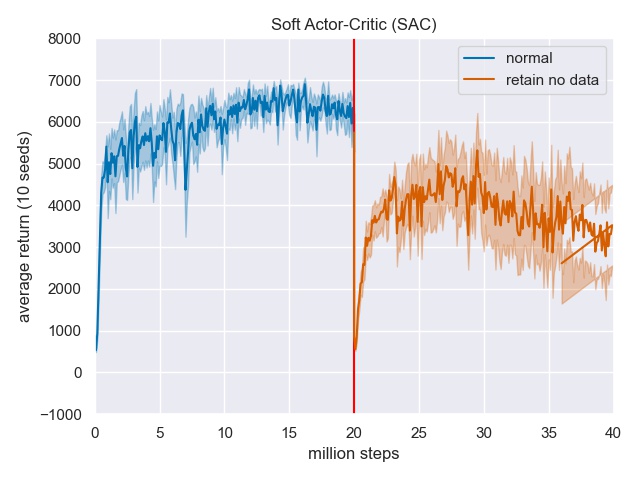 Soft Actor-Critic (SAC)
average return (10 seeds)
8000
7000
6000
5000
4000
3000
2000
1000
0
−1000
normal
retain no data
0 5 10 15 20 25 30 35 40
million steps